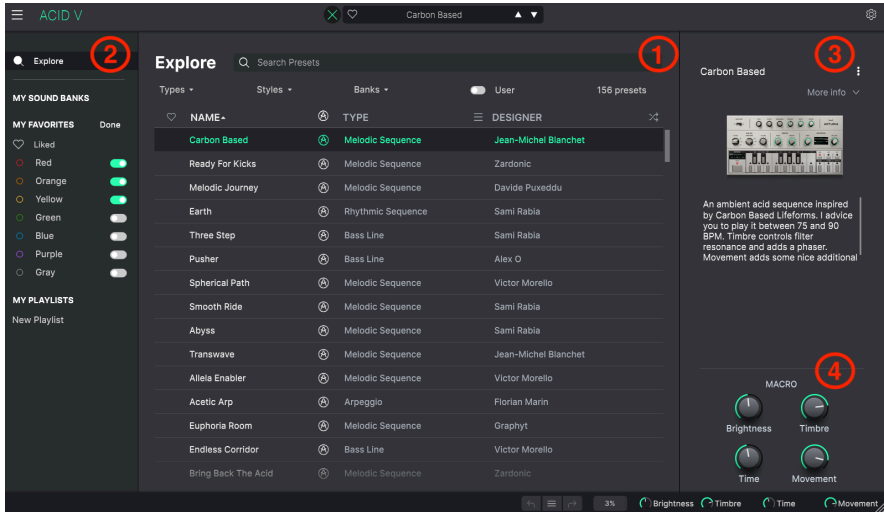 ACID V
Carbon Based
Explore
2
MY SOUND BANKS
MY FAVORITES Done
Liked
Red
Orange
Yellow
Green
Blue
Purple
Gray
MY PLAYLISTS
New Playlist
Explore Search Presets
1
Types Styles Banks User 156 presets
NAME TYPE DESIGNER
Carbon Based Melodic Sequence Jean-Michel Blanchet
Ready For Kicks Melodic Sequence Zardonic
Melodic Journey Melodic Sequence Davide Puxeddu
Earth Rhythmic Sequence Sami Rabia
Three Step Bass Line Sami Rabia
Pusher Bass Line Alex O
Spherical Path Melodic Sequence Victor Morello
Smooth Ride Melodic Sequence Sami Rabia
Abyss Melodic Sequence Sami Rabia
Transwave Melodic Sequence Jean-Michel Blanchet
Allela Enabler Melodic Sequence Victor Morello
Acetic Arp Arpeggio Florian Marin
Euphoria Room Melodic Sequence Graphyt
Endless Corridor Bass Line Victor Morello
Bring Back The Acid Melodic Sequence Zardonic
3
Carbon Based
More info
An ambient acid sequence inspired
by Carbon Based Lifeforms. I advice
you to play it between 75 and 90
BPM. Timbre controls filter
resonance and adds a phaser.
Movement adds some nice additional
4
MACRO
Brightness Timbre
Time Movement
3% Brightness Timbre Time Movement